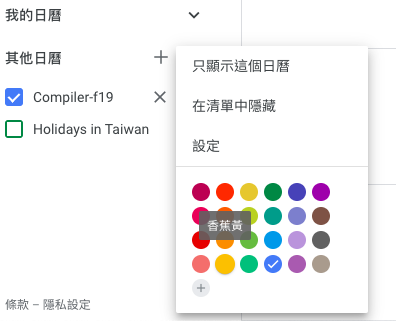 我的日曆
其他日曆
Compiler-f19
Holidays in Taiwan
只顯示這個日曆
在清單中隱藏
設定
香蕉黃
條款 – 隱私設定